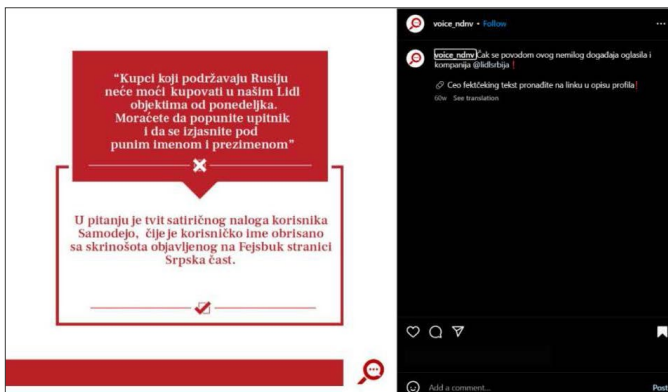 "Kupci koji podržavaju Rusiju
neće moći kupovati u našim Lidl
objektima od ponedeljka.
Moraćete da popunite upitnik
i da se izjasnite pod
punim imenom i prezimenom"
U pitanju je tvit satiričnog naloga korisnika
Samodejo, čije je korisničko ime obrisano
sa skrinošota objavljenog na Fejsbuk stranici
Srpska čast.
voice_ndnv • Follow
voice_ndnv Čak se povodom ovog nemilog događaja oglasila i
kompanija @lidlsrbija❗
🔗 Ceo fektčeking tekst pronađite na linku u opisu profila❗
60w See translation
Add a comment...
Post